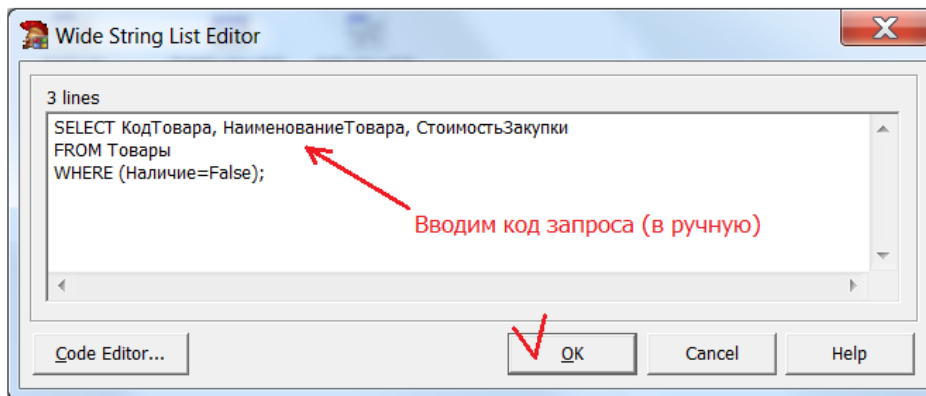 Wide String List Editor
3 lines
SELECT КодТовара, НаименованиеТовара, СтоимостьЗакупки
FROM Товары
WHERE (Наличие=False);
Вводим код запроса (в ручную)
Code Editor... OK Cancel Help